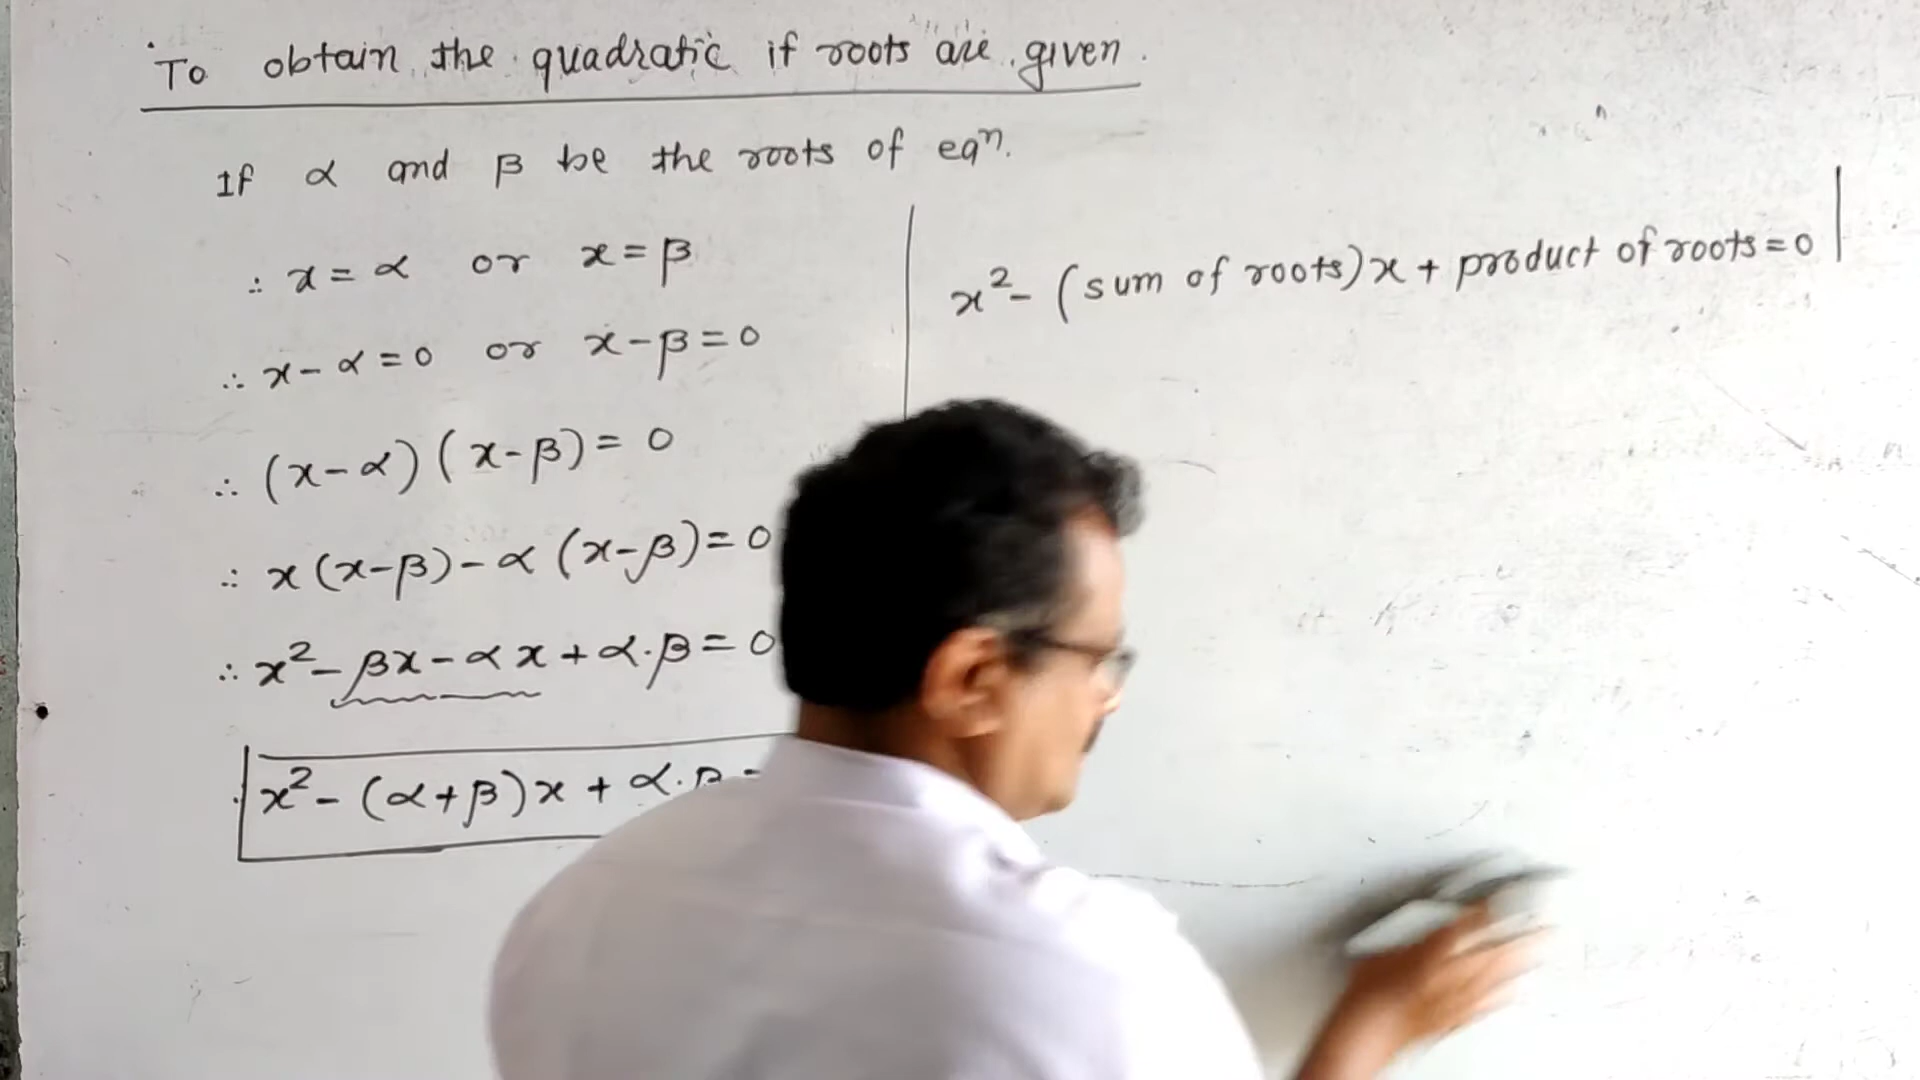 To obtain the quadratic if roots are given.
If α and β be the roots of eqⁿ.
∴ x = α or x = β
∴ x - α = 0 or x - β = 0
∴ (x - α) (x - β) = 0
∴ x (x - β) - α (x - β) = 0
∴ x² - βx - αx + α.β = 0
x² - (α + β) x + α.β =
x² - (sum of roots) x + product of roots = 0